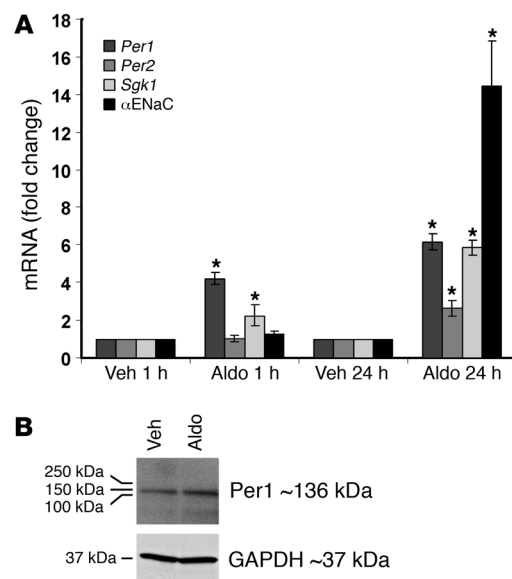 A
mRNA (fold change)
18
16
14
12
10
8
6
4
2
0
Per1
Per2
Sgk1
αENaC
*
*
*
*
*
*
Veh 1 h
Aldo 1 h
Veh 24 h
Aldo 24 h
B
Veh
Aldo
250 kDa
150 kDa
100 kDa
Per1 ~136 kDa
37 kDa
GAPDH ~37 kDa